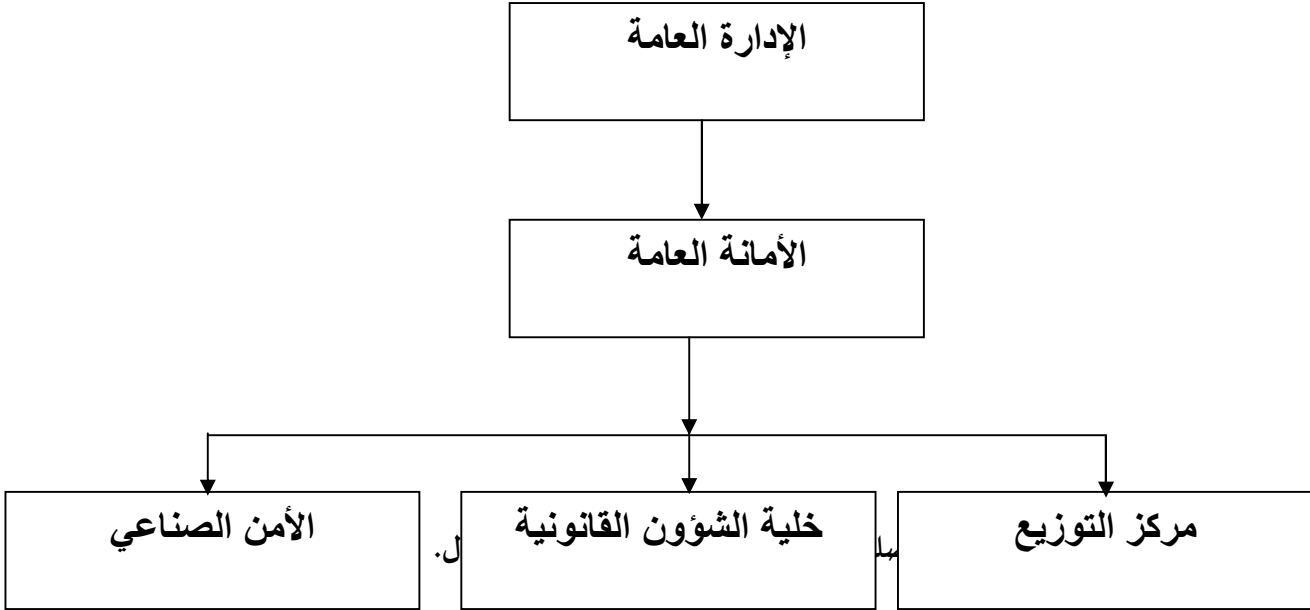 الإدارة العامة
الأمانة العامة
مركز التوزيع
خلية الشؤون القانونية
الأمن الصناعي